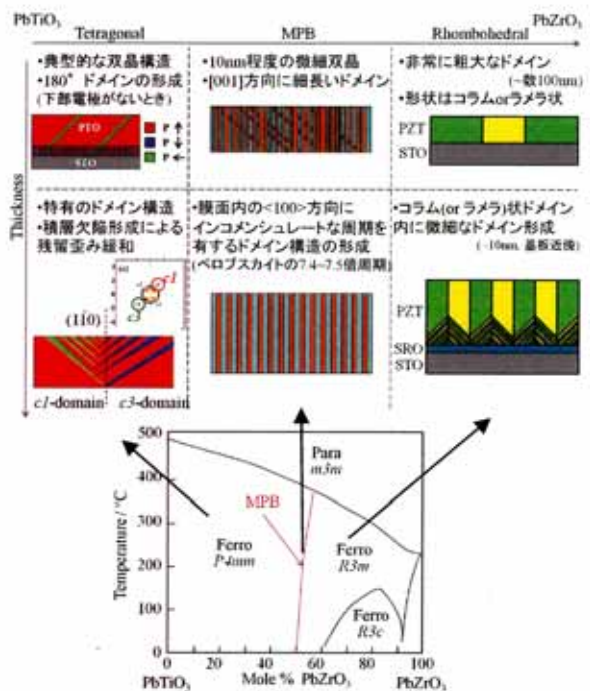 PbTiO₃
PbZrO₃
Tetragonal
MPB
Rhombohedral
Thickness
•典型的な双晶構造
•180°ドメインの形成
(下部電極がないとき)
PTO
STO
P ↑
P ↓
P ←
•10nm程度の微細双晶
•[001]方向に細長いドメイン
•非常に粗大なドメイン
(~数100nm)
•形状はコラムorラメラ状
PZT
STO
•特有のドメイン構造
•積層欠陥形成による
残留歪み緩和
c1
c3
(11̄0)
c1-domain
c3-domain
•膜面内の<100>方向に
インコメンシュレートな周期を
有するドメイン構造の形成
(ペロブスカイトの7.4~7.5倍周期)
•コラム(or ラメラ)状ドメイン
内に微細なドメイン形成
(~10nm, 基板近傍)
PZT
SRO
STO
Temperature / °C
500
400
300
200
100
0
Para
m3m
MPB
Ferro
P4mm
Ferro
R3m
Ferro
R3c
0
20
40
60
80
100
PbTiO₃
Mole % PbZrO₃
PbZrO₃